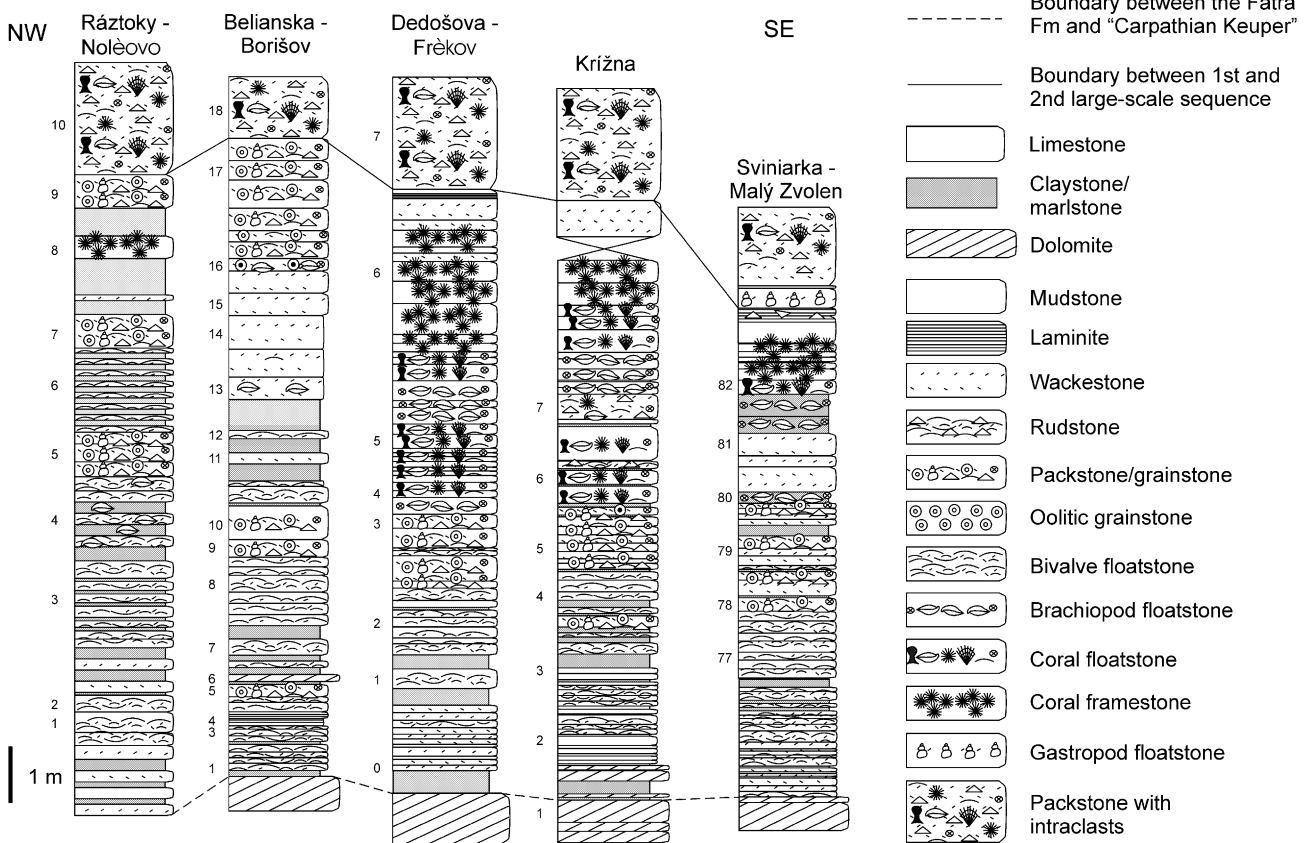 NW
Ráztoky -
Nolèovo
10
9
8
7
6
5
4
3
2
1
1 m
Belianska -
Borišov
18
17
16
15
14
13
12
11
10
9
8
7
6
5
4
3
1
Dedošova -
Frèkov
7
6
5
4
3
2
1
0
Krížna
7
6
5
4
3
2
1
SE
Sviniarka -
Malý Zvolen
82
81
80
79
78
77
Boundary between the Fatra
Fm and “Carpathian Keuper”
Boundary between 1st and
2nd large-scale sequence
Limestone
Claystone/
marlstone
Dolomite
Mudstone
Laminite
Wackestone
Rudstone
Packstone/grainstone
Oolitic grainstone
Bivalve floatstone
Brachiopod floatstone
Coral floatstone
Coral framestone
Gastropod floatstone
Packstone with
intraclasts